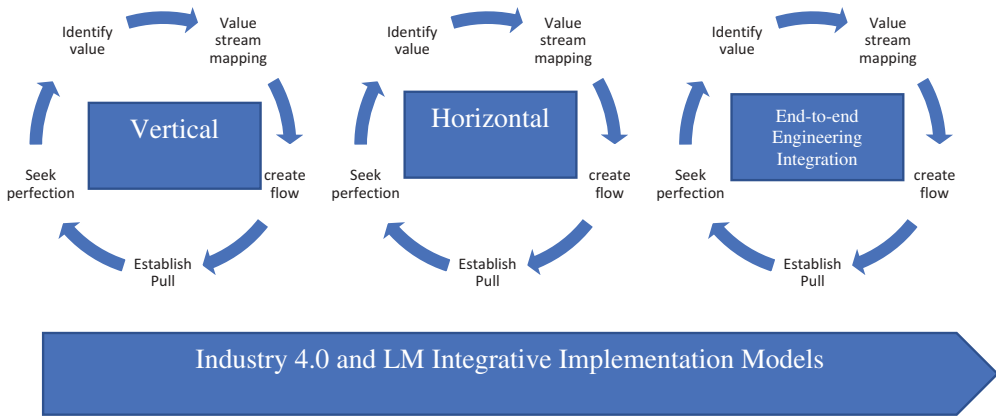 Identify
value
Value
stream
mapping
Vertical
create
flow
Establish
Pull
Seek
perfection
Identify
value
Value
stream
mapping
Horizontal
create
flow
Establish
Pull
Seek
perfection
Identify
value
Value
stream
mapping
End-to-end
Engineering
Integration
create
flow
Establish
Pull
Seek
perfection
Industry 4.0 and LM Integrative Implementation Models